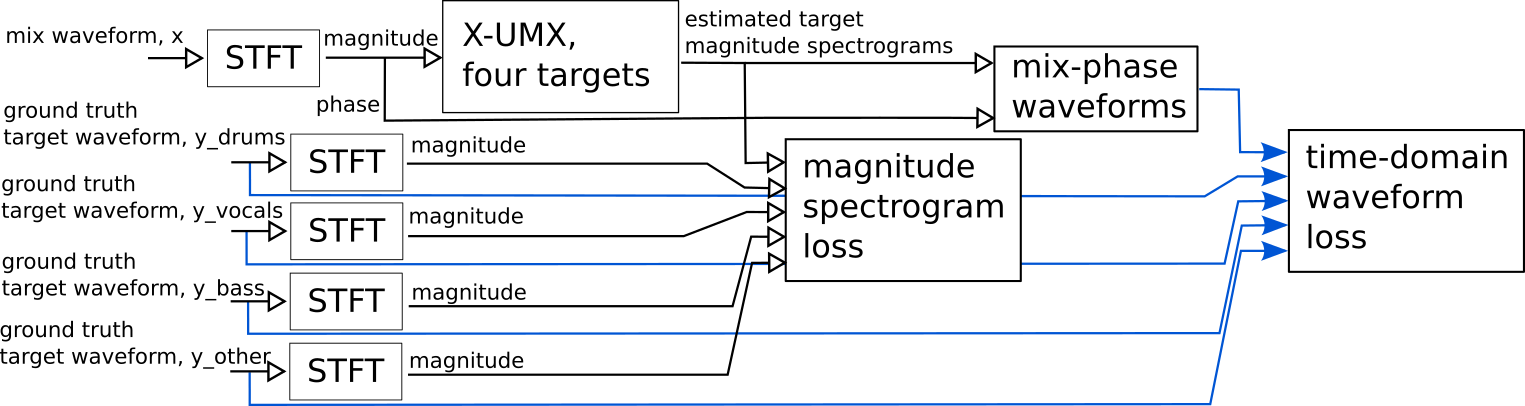 mix waveform, x
STFT
magnitude
phase
X-UMX,
four targets
estimated target
magnitude spectrograms
mix-phase
waveforms
ground truth
target waveform, y_drums
STFT
magnitude
ground truth
target waveform, y_vocals
STFT
magnitude
ground truth
target waveform, y_bass
STFT
magnitude
ground truth
target waveform, y_other
STFT
magnitude
magnitude
spectrogram
loss
time-domain
waveform
loss